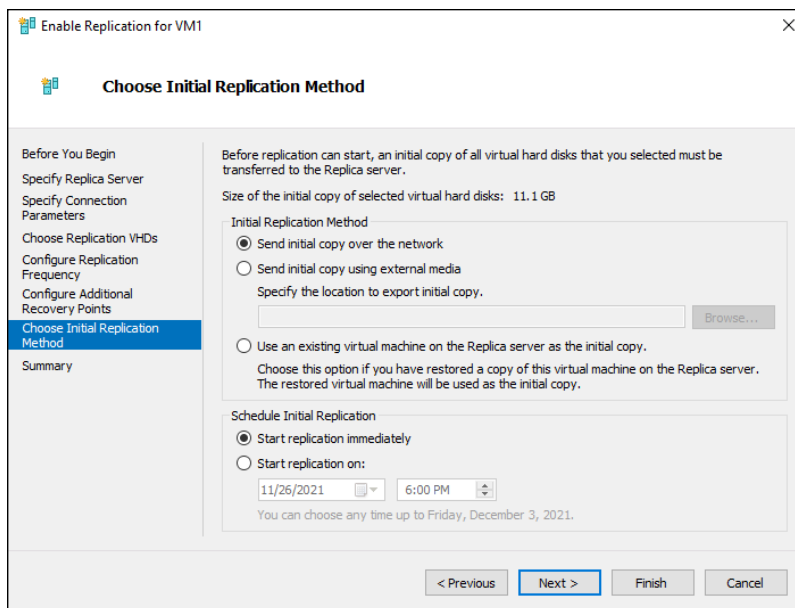 Enable Replication for VM1
Choose Initial Replication Method
Before You Begin
Specify Replica Server
Specify Connection
Parameters
Choose Replication VHDs
Configure Replication
Frequency
Configure Additional
Recovery Points
Choose Initial Replication
Method
Summary
Before replication can start, an initial copy of all virtual hard disks that you selected must be
transferred to the Replica server.
Size of the initial copy of selected virtual hard disks: 11.1 GB
Initial Replication Method
Send initial copy over the network
Send initial copy using external media
Specify the location to export initial copy.
Browse...
Use an existing virtual machine on the Replica server as the initial copy.
Choose this option if you have restored a copy of this virtual machine on the Replica server.
The restored virtual machine will be used as the initial copy.
Schedule Initial Replication
Start replication immediately
Start replication on:
11/26/2021 6:00 PM
You can choose any time up to Friday, December 3, 2021.
< Previous Next > Finish Cancel